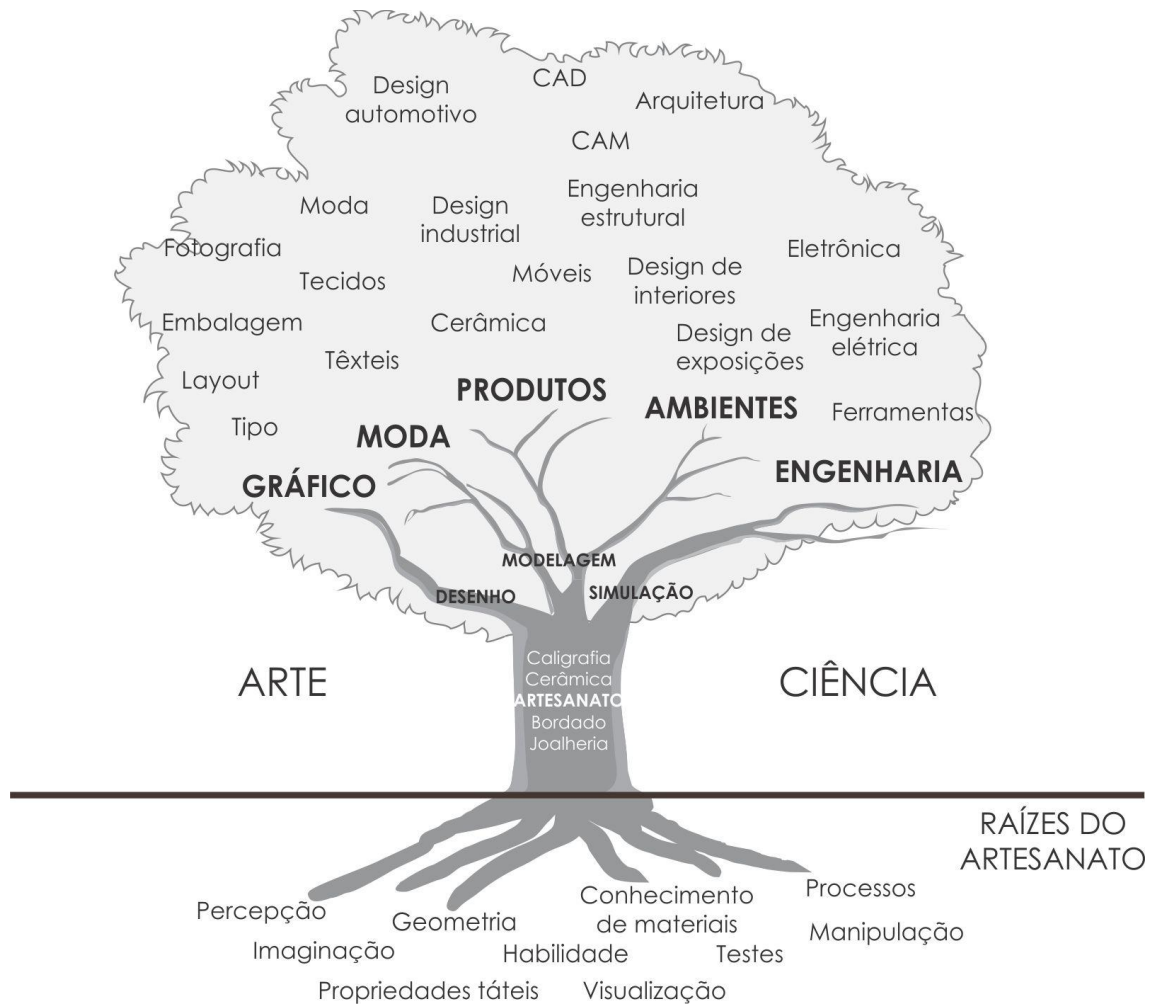 CAD
Design
automotivo
Arquitetura
CAM
Engenharia
estrutural
Moda
Design
industrial
Fotografia
Eletrônica
Tecidos
Móveis
Design de
interiores
Embalagem
Cerâmica
Engenharia
elétrica
Design de
exposições
Têxteis
Layout
PRODUTOS
AMBIENTES
Ferramentas
Tipo
MODA
ENGENHARIA
GRÁFICO
MODELAGEM
DESENHO
SIMULAÇÃO
ARTE
CIÊNCIA
Caligrafia
Cerâmica
ARTESANATO
Bordado
Joalheria
RAÍZES DO
ARTESANATO
Percepção
Geometria
Conhecimento
de materiais
Processos
Imaginação
Habilidade
Testes
Manipulação
Propriedades táteis
Visualização